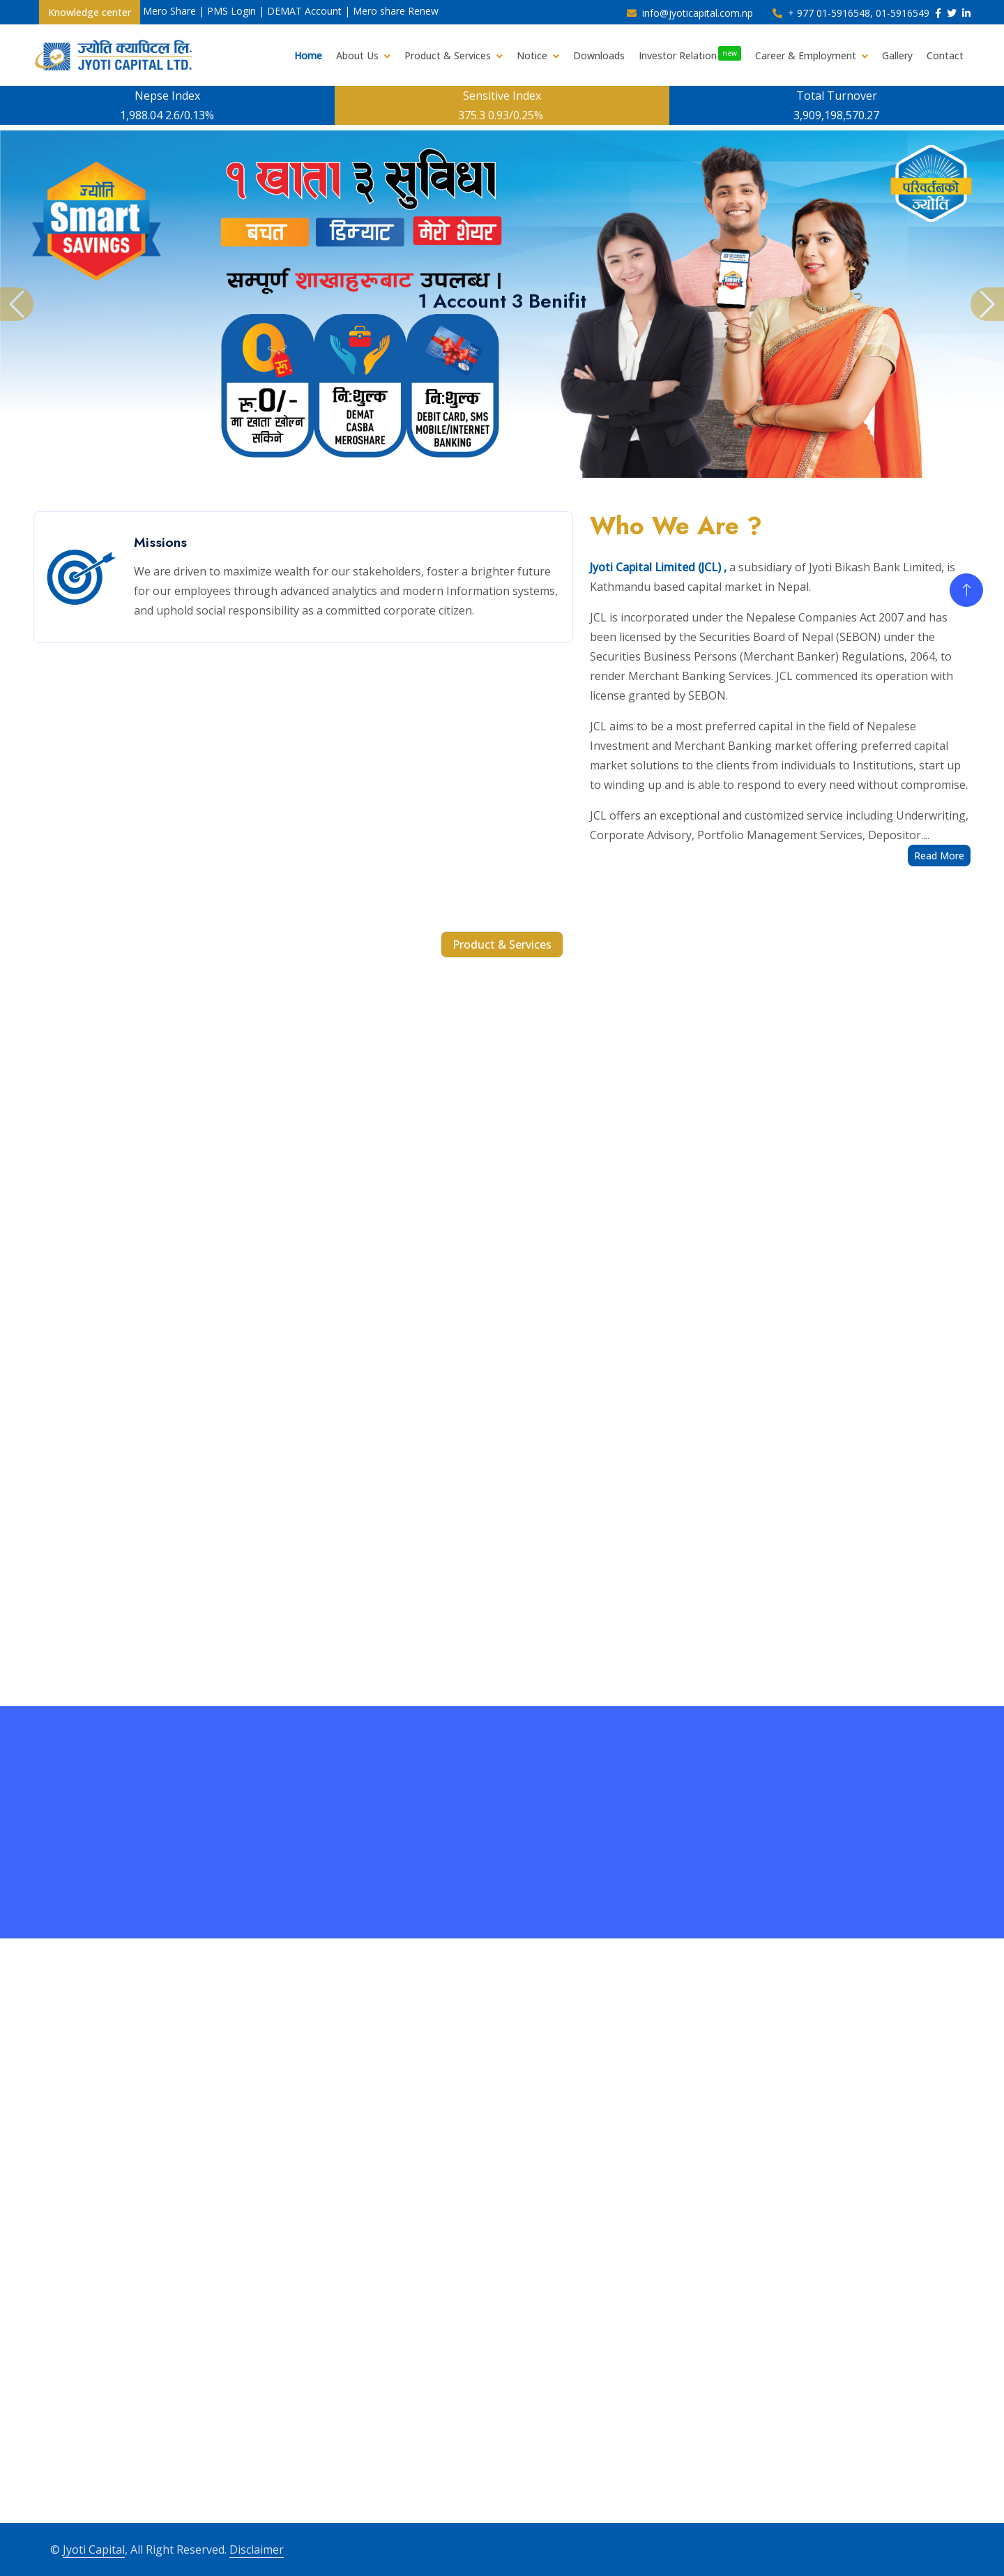 Knowledge center Mero Share | PMS Login | DEMAT Account | Mero share Renew info@jyoticapital.com.np + 977 01-5916548, 01-5916549
ज्योति क्यापिटल लि.
JYOTI CAPITAL LTD.
Home About Us Product & Services Notice Downloads Investor Relation new Career & Employment Gallery Contact
Nepse Index Sensitive Index Total Turnover
1,988.04 2.6/0.13% 375.3 0.93/0.25% 3,909,198,570.27
ज्योति
Smart
SAVINGS
१ खाता ३ सुविधा
बचत डिम्याट मेरो शेयर
सम्पूर्ण शाखाहरूबाट उपलब्ध ।
परिवर्तनको
ज्योति
1 Account 3 Benifit
रु.0/-
मा खाता खोल्न
सकिने
निःशुल्क
DEMAT
CASBA
MEROSHARE
निःशुल्क
DEBIT CARD, SMS
MOBILE/INTERNET
BANKING
Missions
We are driven to maximize wealth for our stakeholders, foster a brighter future
for our employees through advanced analytics and modern Information systems,
and uphold social responsibility as a committed corporate citizen.
Who We Are ?
Jyoti Capital Limited (JCL) , a subsidiary of Jyoti Bikash Bank Limited, is
Kathmandu based capital market in Nepal.
JCL is incorporated under the Nepalese Companies Act 2007 and has
been licensed by the Securities Board of Nepal (SEBON) under the
Securities Business Persons (Merchant Banker) Regulations, 2064, to
render Merchant Banking Services. JCL commenced its operation with
license granted by SEBON.
JCL aims to be a most preferred capital in the field of Nepalese
Investment and Merchant Banking market offering preferred capital
market solutions to the clients from individuals to Institutions, start up
to winding up and is able to respond to every need without compromise.
JCL offers an exceptional and customized service including Underwriting,
Corporate Advisory, Portfolio Management Services, Depositor....
Read More
Product & Services
© Jyoti Capital, All Right Reserved. Disclaimer